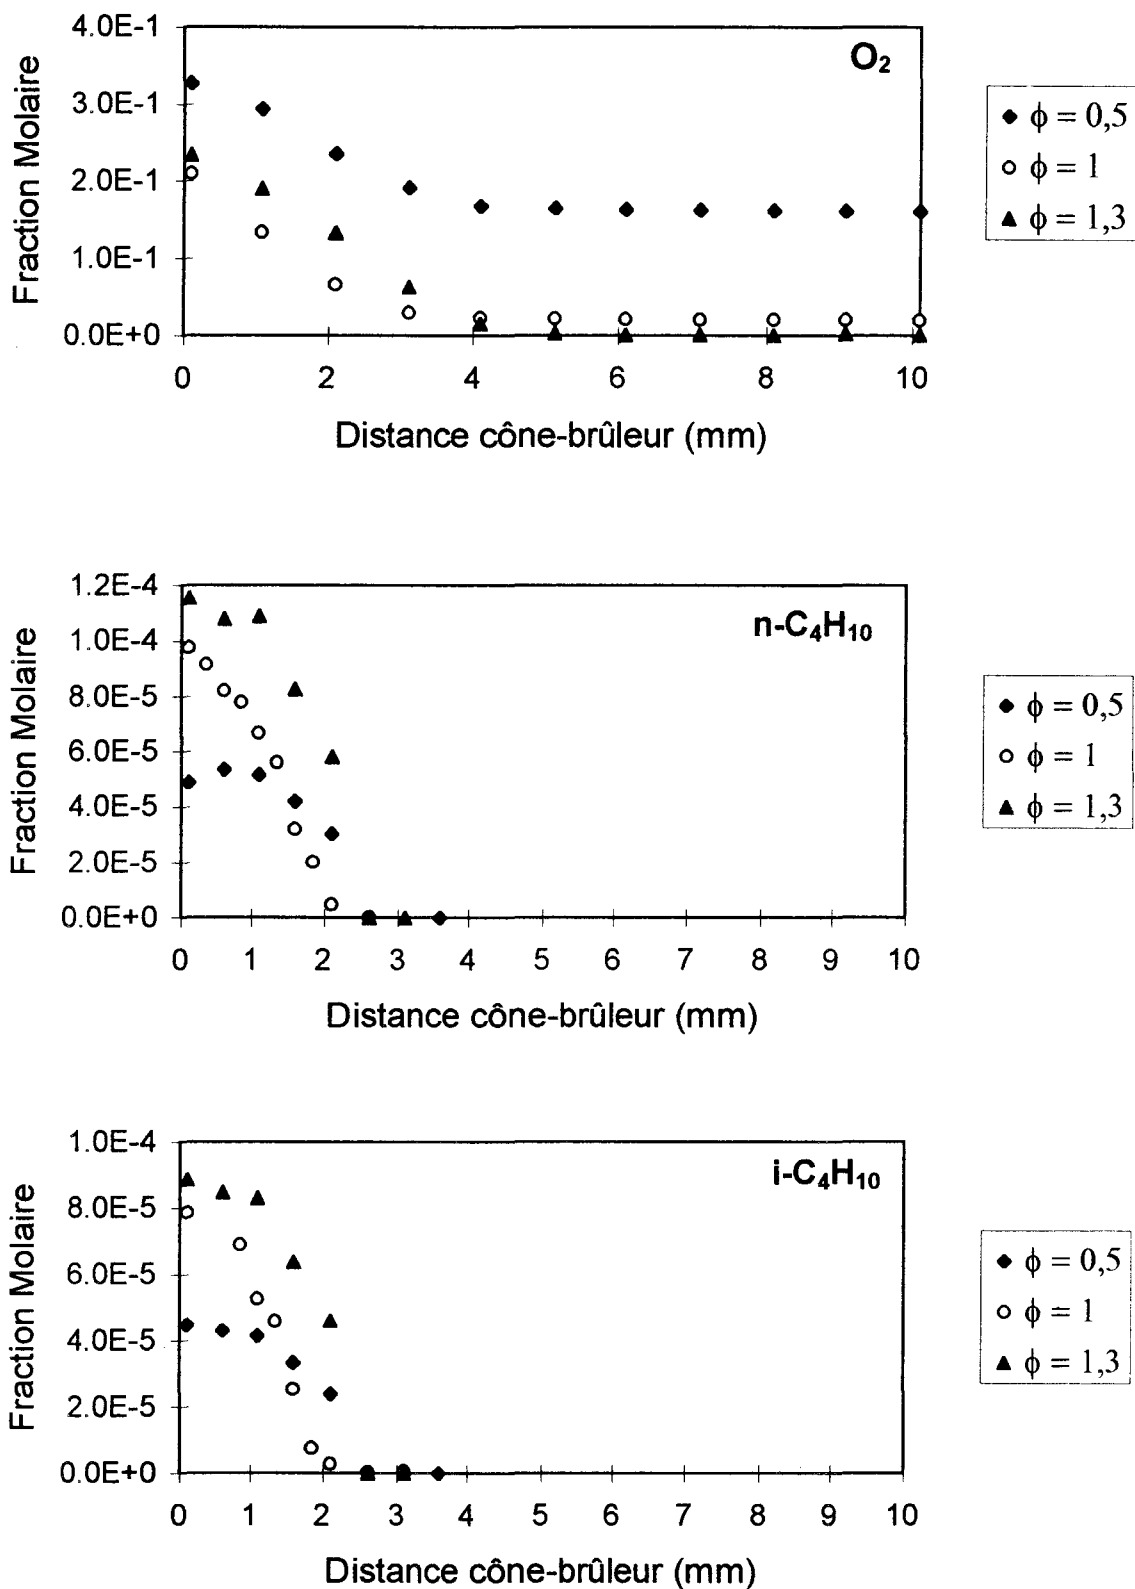 4.0E-1
3.0E-1
2.0E-1
1.0E-1
0.0E+0
Fraction Molaire
O₂
0 2 4 6 8 10
Distance cône-brûleur (mm)
ϕ = 0,5
ϕ = 1
ϕ = 1,3
1.2E-4
1.0E-4
8.0E-5
6.0E-5
4.0E-5
2.0E-5
0.0E+0
Fraction Molaire
n-C₄H₁₀
0 1 2 3 4 5 6 7 8 9 10
Distance cône-brûleur (mm)
ϕ = 0,5
ϕ = 1
ϕ = 1,3
1.0E-4
8.0E-5
6.0E-5
4.0E-5
2.0E-5
0.0E+0
Fraction Molaire
i-C₄H₁₀
0 1 2 3 4 5 6 7 8 9 10
Distance cône-brûleur (mm)
ϕ = 0,5
ϕ = 1
ϕ = 1,3